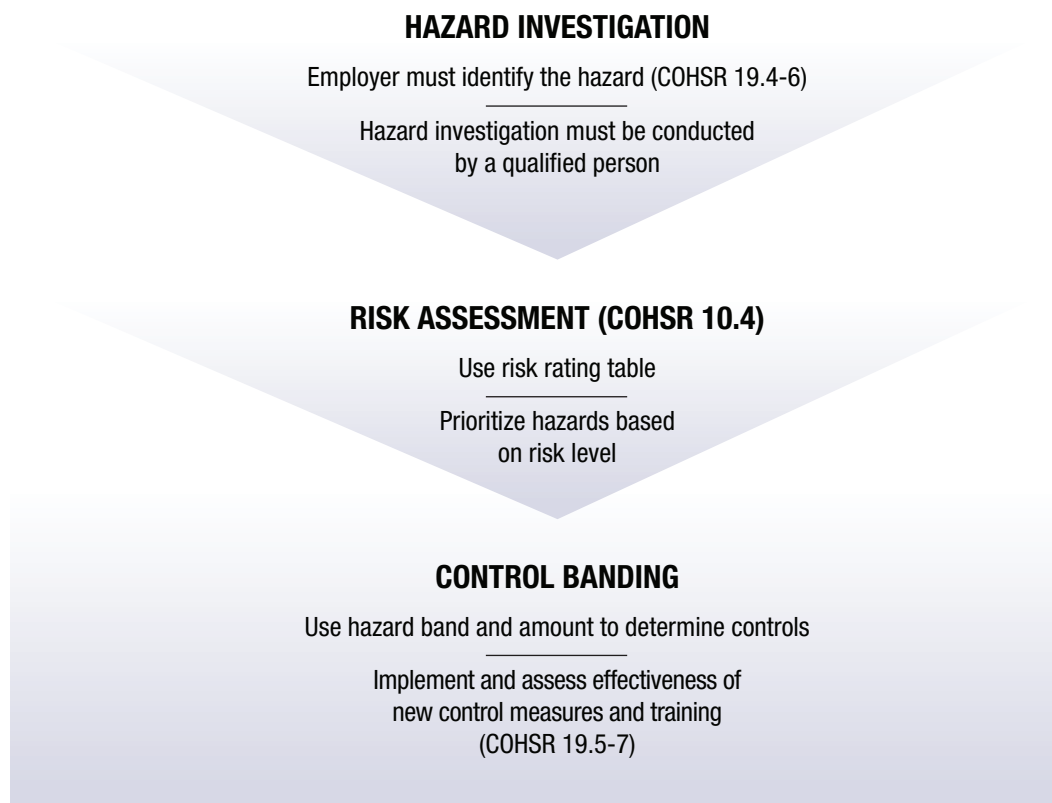 HAZARD INVESTIGATION
Employer must identify the hazard (COHSR 19.4-6)
Hazard investigation must be conducted
by a qualified person
RISK ASSESSMENT (COHSR 10.4)
Use risk rating table
Prioritize hazards based
on risk level
CONTROL BANDING
Use hazard band and amount to determine controls
Implement and assess effectiveness of
new control measures and training
(COHSR 19.5-7)